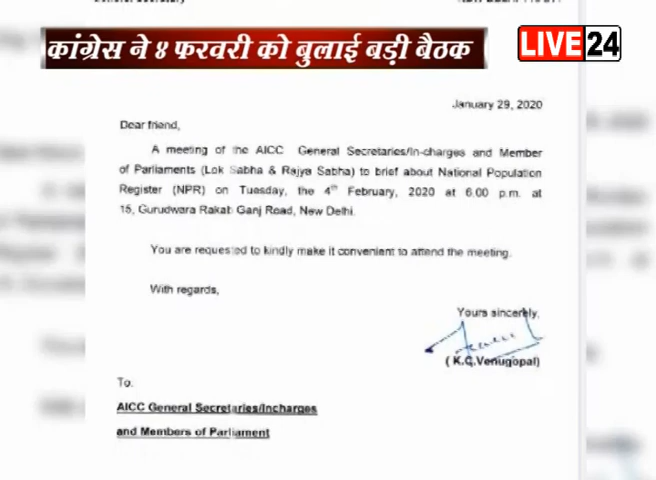 कांग्रेस ने ४ फरवरी को बुलाई बड़ी बैठक
LIVE 24
January 29, 2020
Dear friend,
A meeting of the AICC General Secretaries/In-charges and Member
of Parliaments (Lok Sabha & Rajya Sabha) to brief about National Population
Register (NPR) on Tuesday, the 4th February, 2020 at 6.00 p.m. at
15, Gurudwara Rakab Ganj Road, New Delhi.
You are requested to kindly make it convenient to attend the meeting.
With regards,
Yours sincerely,
( K.C.Venugopal)
To.
AICC General Secretaries/Incharges
and Members of Parliament